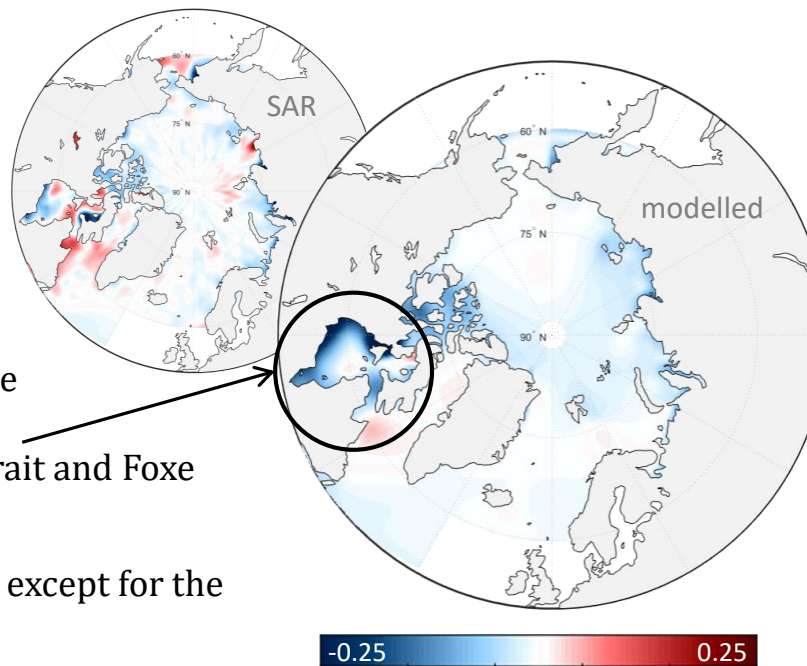 60° N
SAR
75° N
90° N
60° N
modelled
75° N
90° N
e
rait and Foxe
except for the
-0.25 0.25